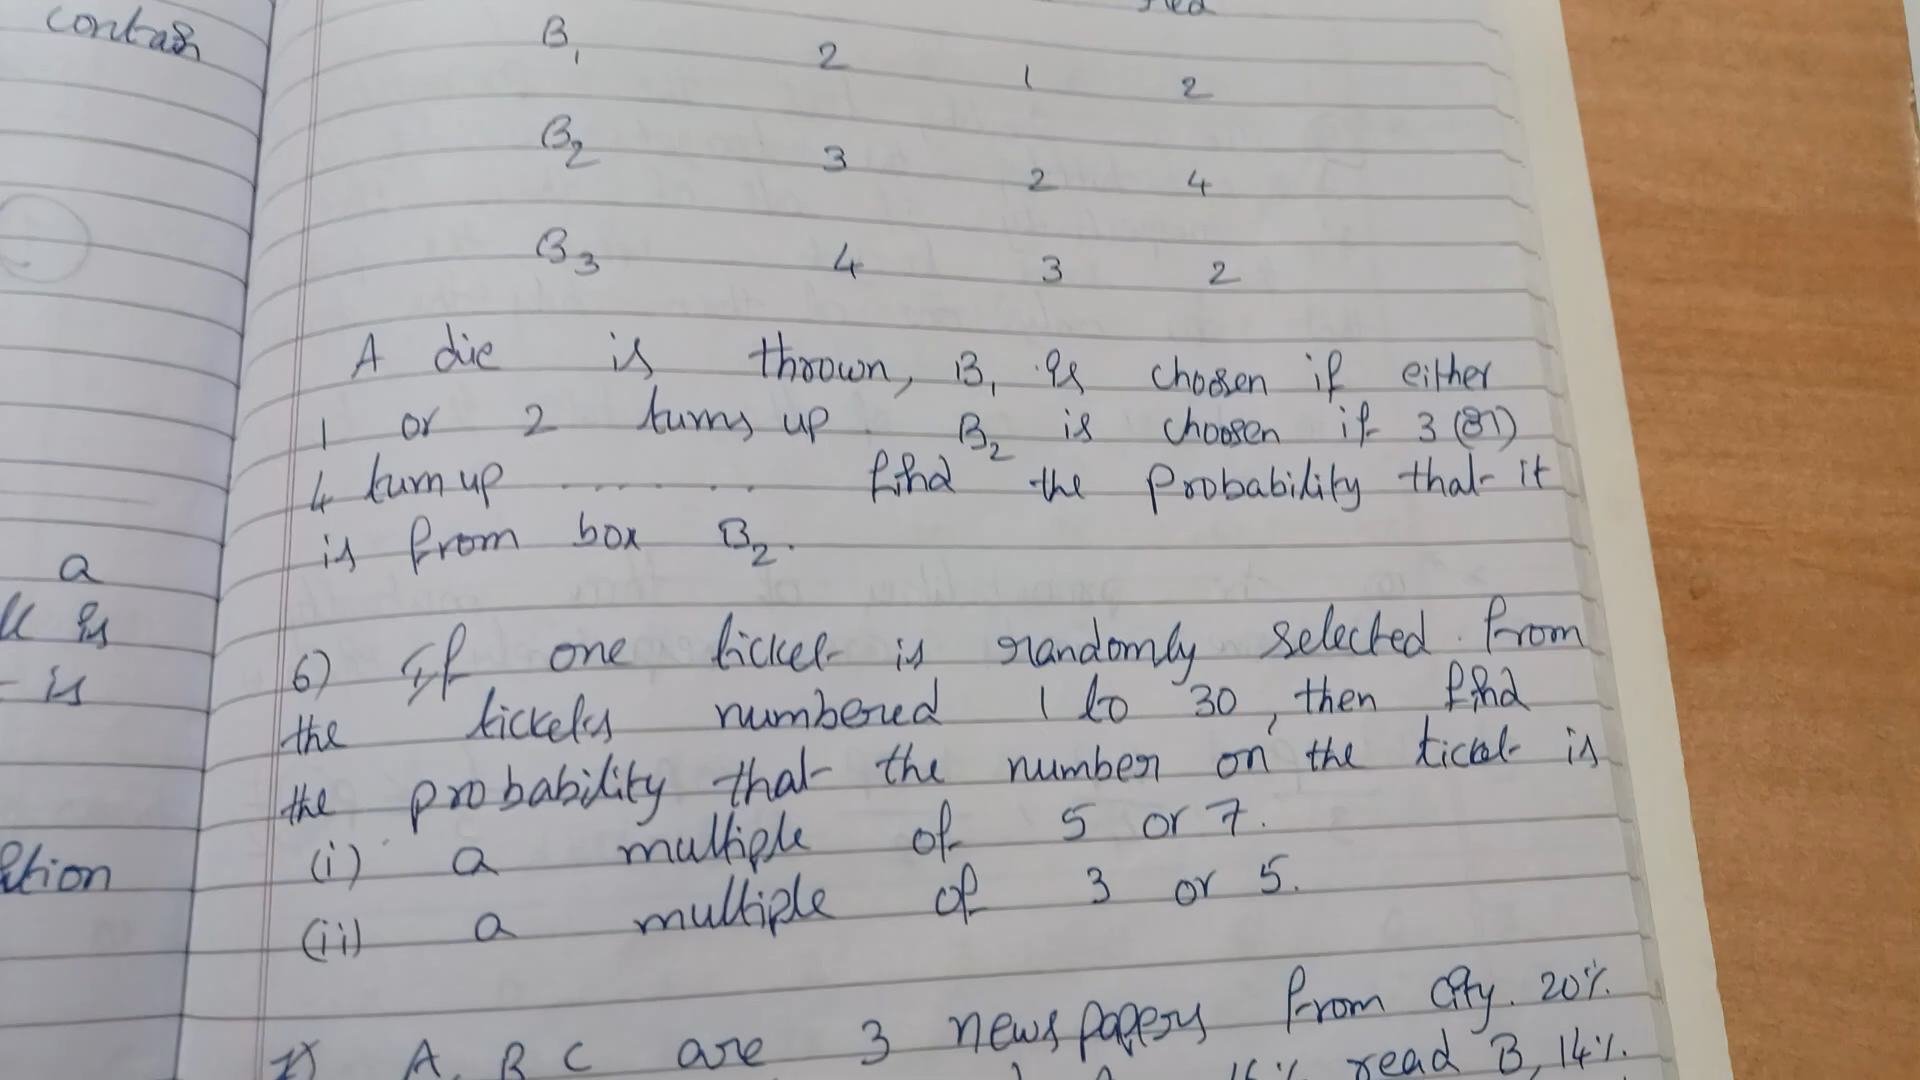 contain
B1 2 1 2
B2 3 2 4
B3 4 3 2
A die is thrown, B1 is choosen if either
1 or 2 turns up B2 is choosen if 3 (or)
4 turn up ........ find the probability that it
is from box B2.
a
is
is
6) If one ticket is randomly selected from
the tickets numbered 1 to 30, then find
the probability that the number on the ticket is
(i) a multiple of 5 or 7.
(ii) a multiple of 3 or 5.
7) A, B C are 3 news papers from city. 20%
read B, 14%.